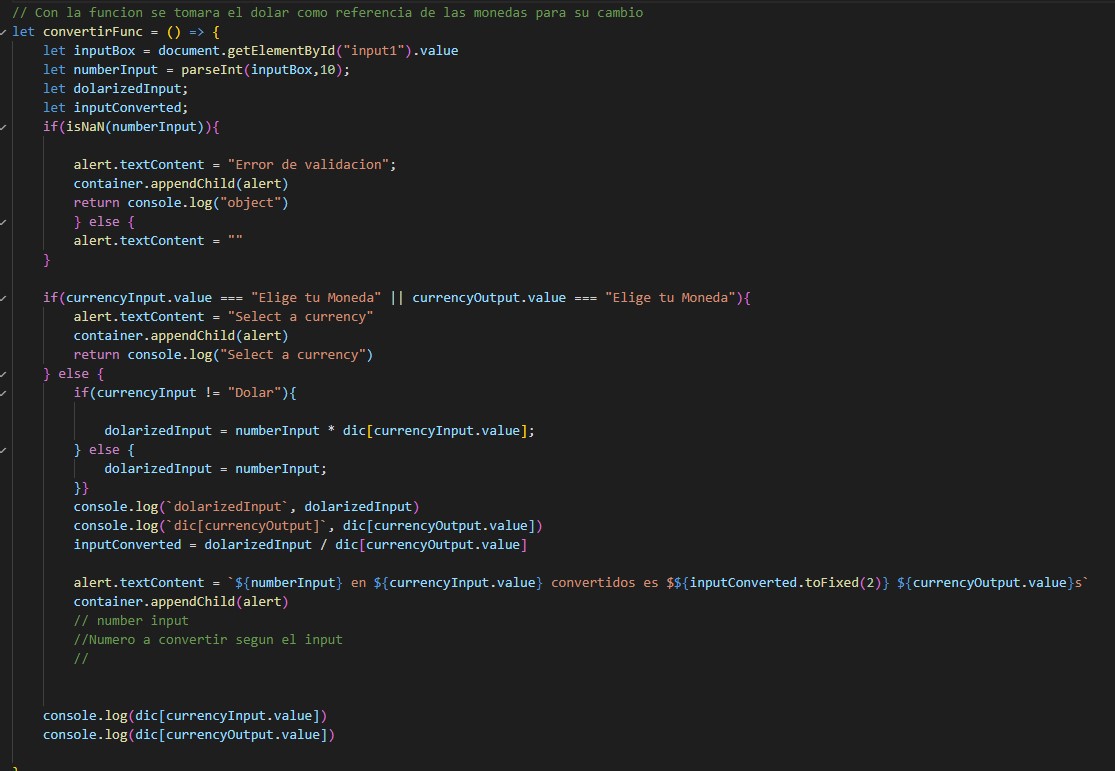 // Con la funcion se tomara el dolar como referencia de las monedas para su cambio
let convertirFunc = () => {
    let inputBox = document.getElementById("input1").value
    let numberInput = parseInt(inputBox,10);
    let dolarizedInput;
    let inputConverted;
    if(isNaN(numberInput)){

        alert.textContent = "Error de validacion";
        container.appendChild(alert)
        return console.log("object")
        } else {
        alert.textContent = ""
    }

    if(currencyInput.value === "Elige tu Moneda" || currencyOutput.value === "Elige tu Moneda"){
        alert.textContent = "Select a currency"
        container.appendChild(alert)
        return console.log("Select a currency")
    } else {
        if(currencyInput != "Dolar"){

            dolarizedInput = numberInput * dic[currencyInput.value];
        } else {
            dolarizedInput = numberInput;
        }}
        console.log(`dolarizedInput`, dolarizedInput)
        console.log(`dic[currencyOutput]`, dic[currencyOutput.value])
        inputConverted = dolarizedInput / dic[currencyOutput.value]

        alert.textContent = `${numberInput} en ${currencyInput.value} convertidos es $${inputConverted.toFixed(2)} ${currencyOutput.value}s`
        container.appendChild(alert)
        // number input
        //Numero a convertir segun el input
        //

    console.log(dic[currencyInput.value])
    console.log(dic[currencyOutput.value])

}